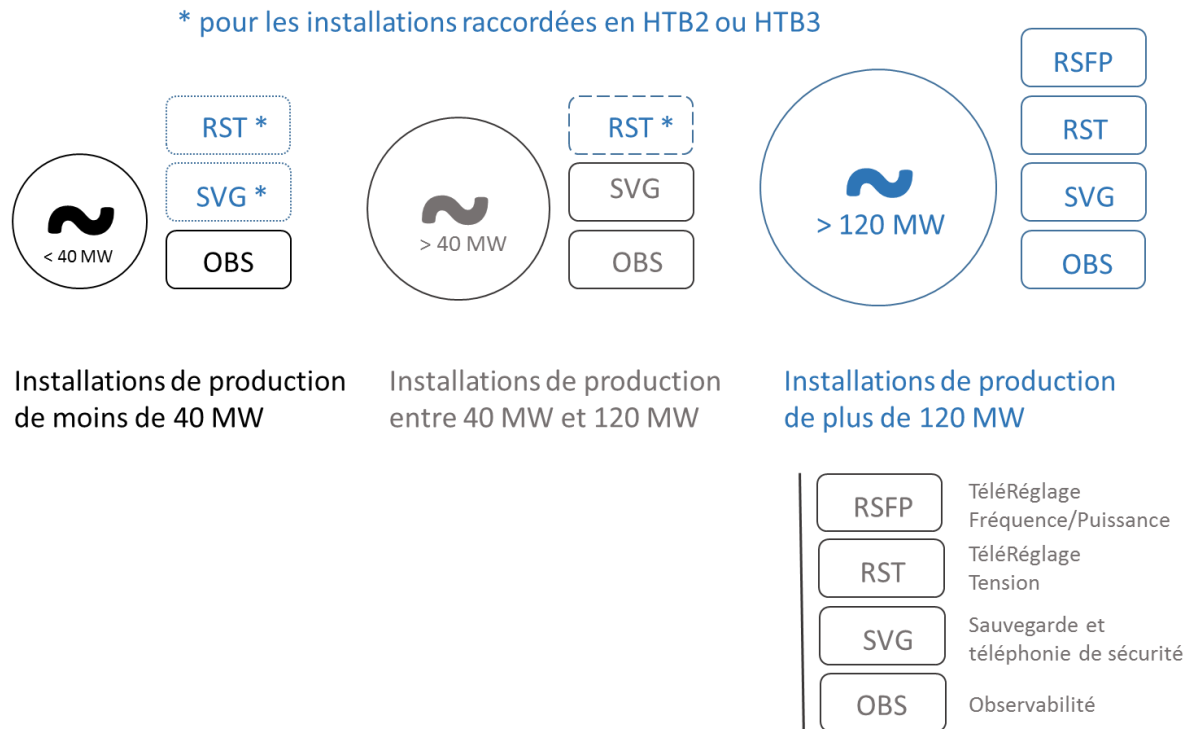 * pour les installations raccordées en HTB2 ou HTB3
RST *
SVG *
OBS
< 40 MW
RST *
SVG
OBS
> 40 MW
RSFP
RST
SVG
OBS
> 120 MW
Installations de production
de moins de 40 MW
Installations de production
entre 40 MW et 120 MW
Installations de production
de plus de 120 MW
RSFP
TéléRéglage
Fréquence/Puissance
RST
TéléRéglage
Tension
SVG
Sauvegarde et
téléphonie de sécurité
OBS
Observabilité